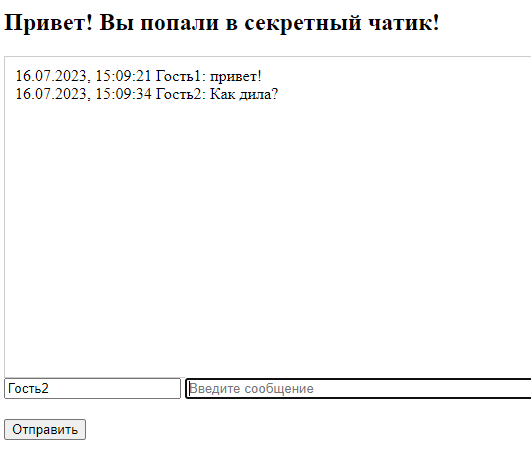 Привет! Вы попали в секретный чатик!
16.07.2023, 15:09:21 Гость1: привет!
16.07.2023, 15:09:34 Гость2: Как дила?
Гость2 Введите сообщение
Отправить